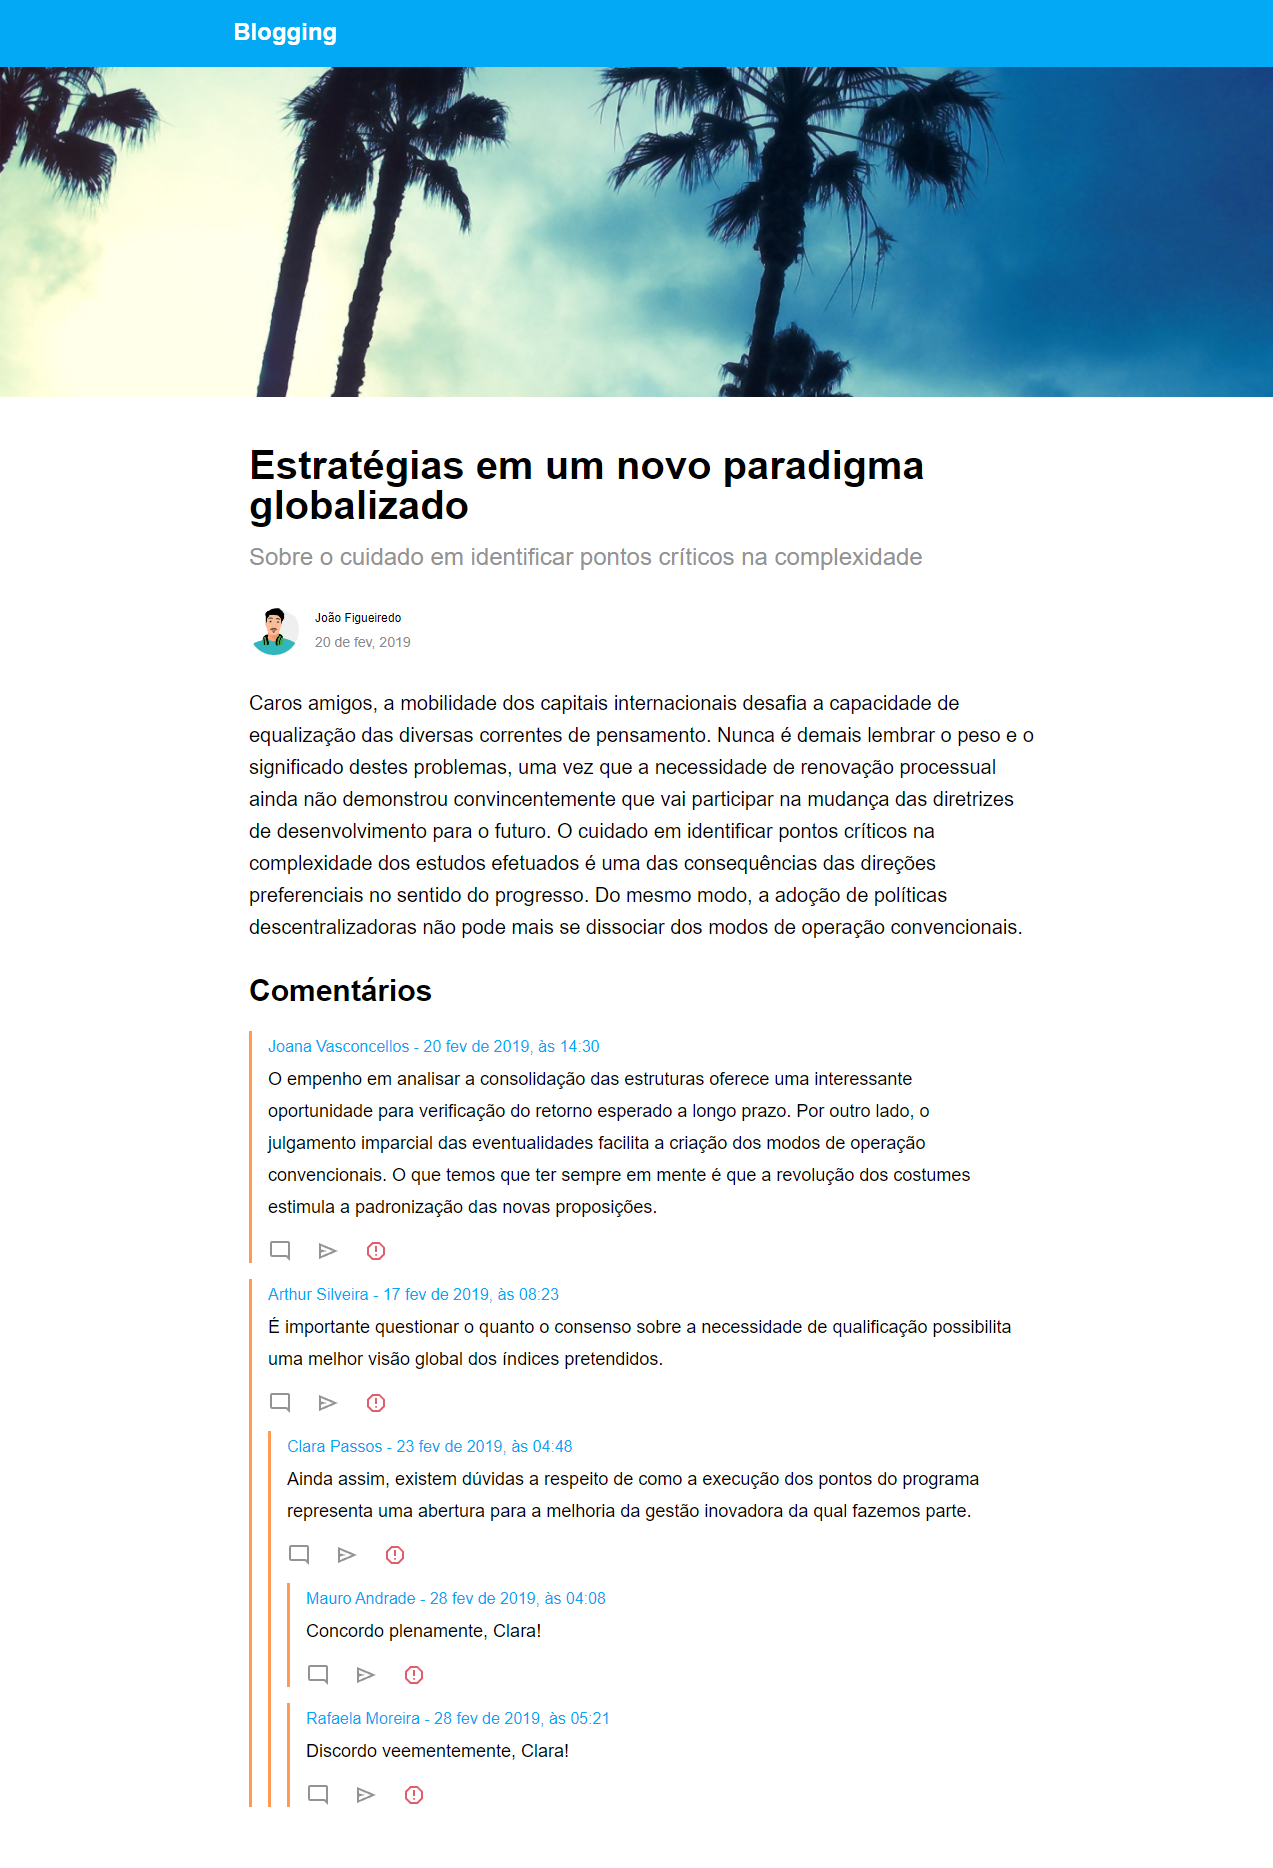 Blogging
Estratégias em um novo paradigma
globalizado
Sobre o cuidado em identificar pontos críticos na complexidade
João Figueiredo
20 de fev, 2019
Caros amigos, a mobilidade dos capitais internacionais desafia a capacidade de
equalização das diversas correntes de pensamento. Nunca é demais lembrar o peso e o
significado destes problemas, uma vez que a necessidade de renovação processual
ainda não demonstrou convincentemente que vai participar na mudança das diretrizes
de desenvolvimento para o futuro. O cuidado em identificar pontos críticos na
complexidade dos estudos efetuados é uma das consequências das direções
preferenciais no sentido do progresso. Do mesmo modo, a adoção de políticas
descentralizadoras não pode mais se dissociar dos modos de operação convencionais.
Comentários
Joana Vasconcellos - 20 fev de 2019, às 14:30
O empenho em analisar a consolidação das estruturas oferece uma interessante
oportunidade para verificação do retorno esperado a longo prazo. Por outro lado, o
julgamento imparcial das eventualidades facilita a criação dos modos de operação
convencionais. O que temos que ter sempre em mente é que a revolução dos costumes
estimula a padronização das novas proposições.
Arthur Silveira - 17 fev de 2019, às 08:23
É importante questionar o quanto o consenso sobre a necessidade de qualificação possibilita
uma melhor visão global dos índices pretendidos.
Clara Passos - 23 fev de 2019, às 04:48
Ainda assim, existem dúvidas a respeito de como a execução dos pontos do programa
representa uma abertura para a melhoria da gestão inovadora da qual fazemos parte.
Mauro Andrade - 28 fev de 2019, às 04:08
Concordo plenamente, Clara!
Rafaela Moreira - 28 fev de 2019, às 05:21
Discordo veementemente, Clara!